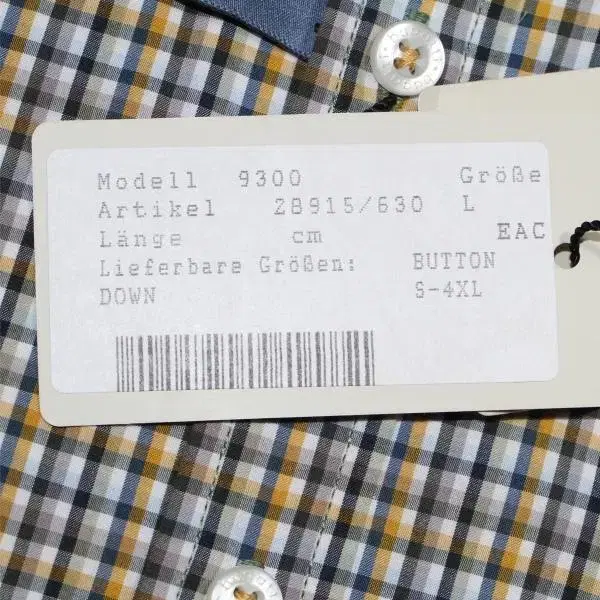 Modell 9300 Größe
Artikel 28915/630 L
Länge cm EAC
Lieferbare Größen: BUTTON
DOWN S-4XL